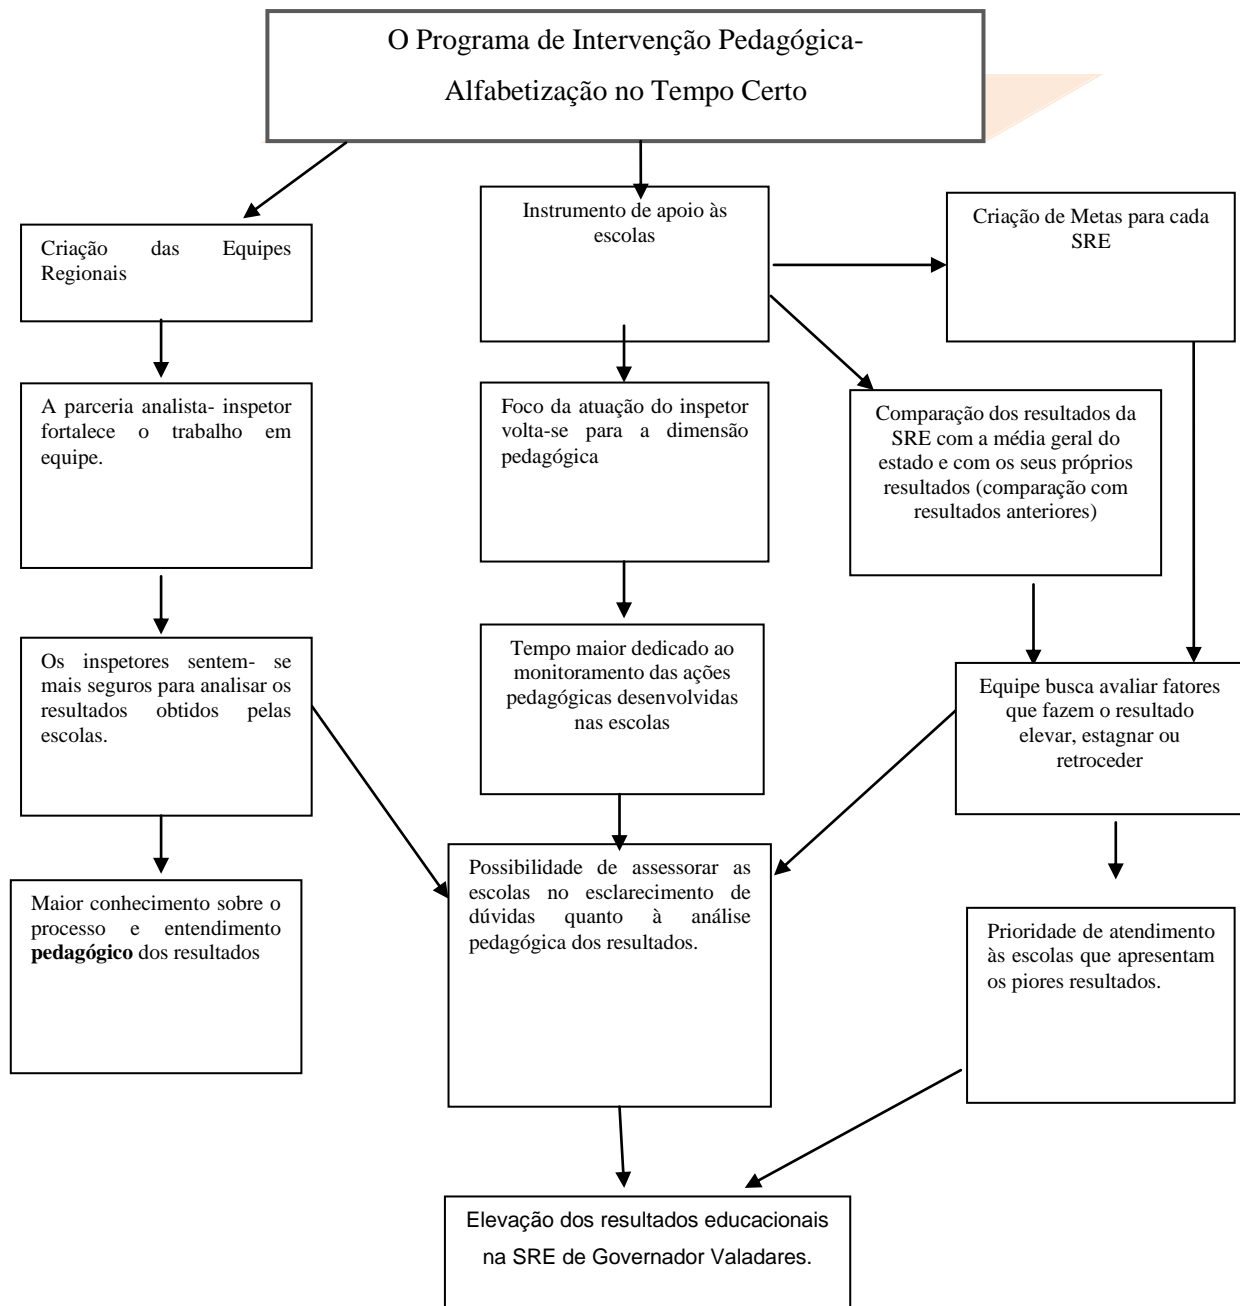 O Programa de Intervenção Pedagógica-
Alfabetização no Tempo Certo
Criação das Equipes
Regionais
Instrumento de apoio às
escolas
Criação de Metas para cada
SRE
A parceria analista- inspetor
fortalece o trabalho em
equipe.
Foco da atuação do inspetor
volta-se para a dimensão
pedagógica
Comparação dos resultados da
SRE com a média geral do
estado e com os seus próprios
resultados (comparação com
resultados anteriores)
Os inspetores sentem- se
mais seguros para analisar os
resultados obtidos pelas
escolas.
Tempo maior dedicado ao
monitoramento das ações
pedagógicas desenvolvidas
nas escolas
Equipe busca avaliar fatores
que fazem o resultado
elevar, estagnar ou
retroceder
Maior conhecimento sobre o
processo e entendimento
pedagógico dos resultados
Possibilidade de assessorar as
escolas no esclarecimento de
dúvidas quanto à análise
pedagógica dos resultados.
Prioridade de atendimento
às escolas que apresentam
os piores resultados.
Elevação dos resultados educacionais
na SRE de Governador Valadares.